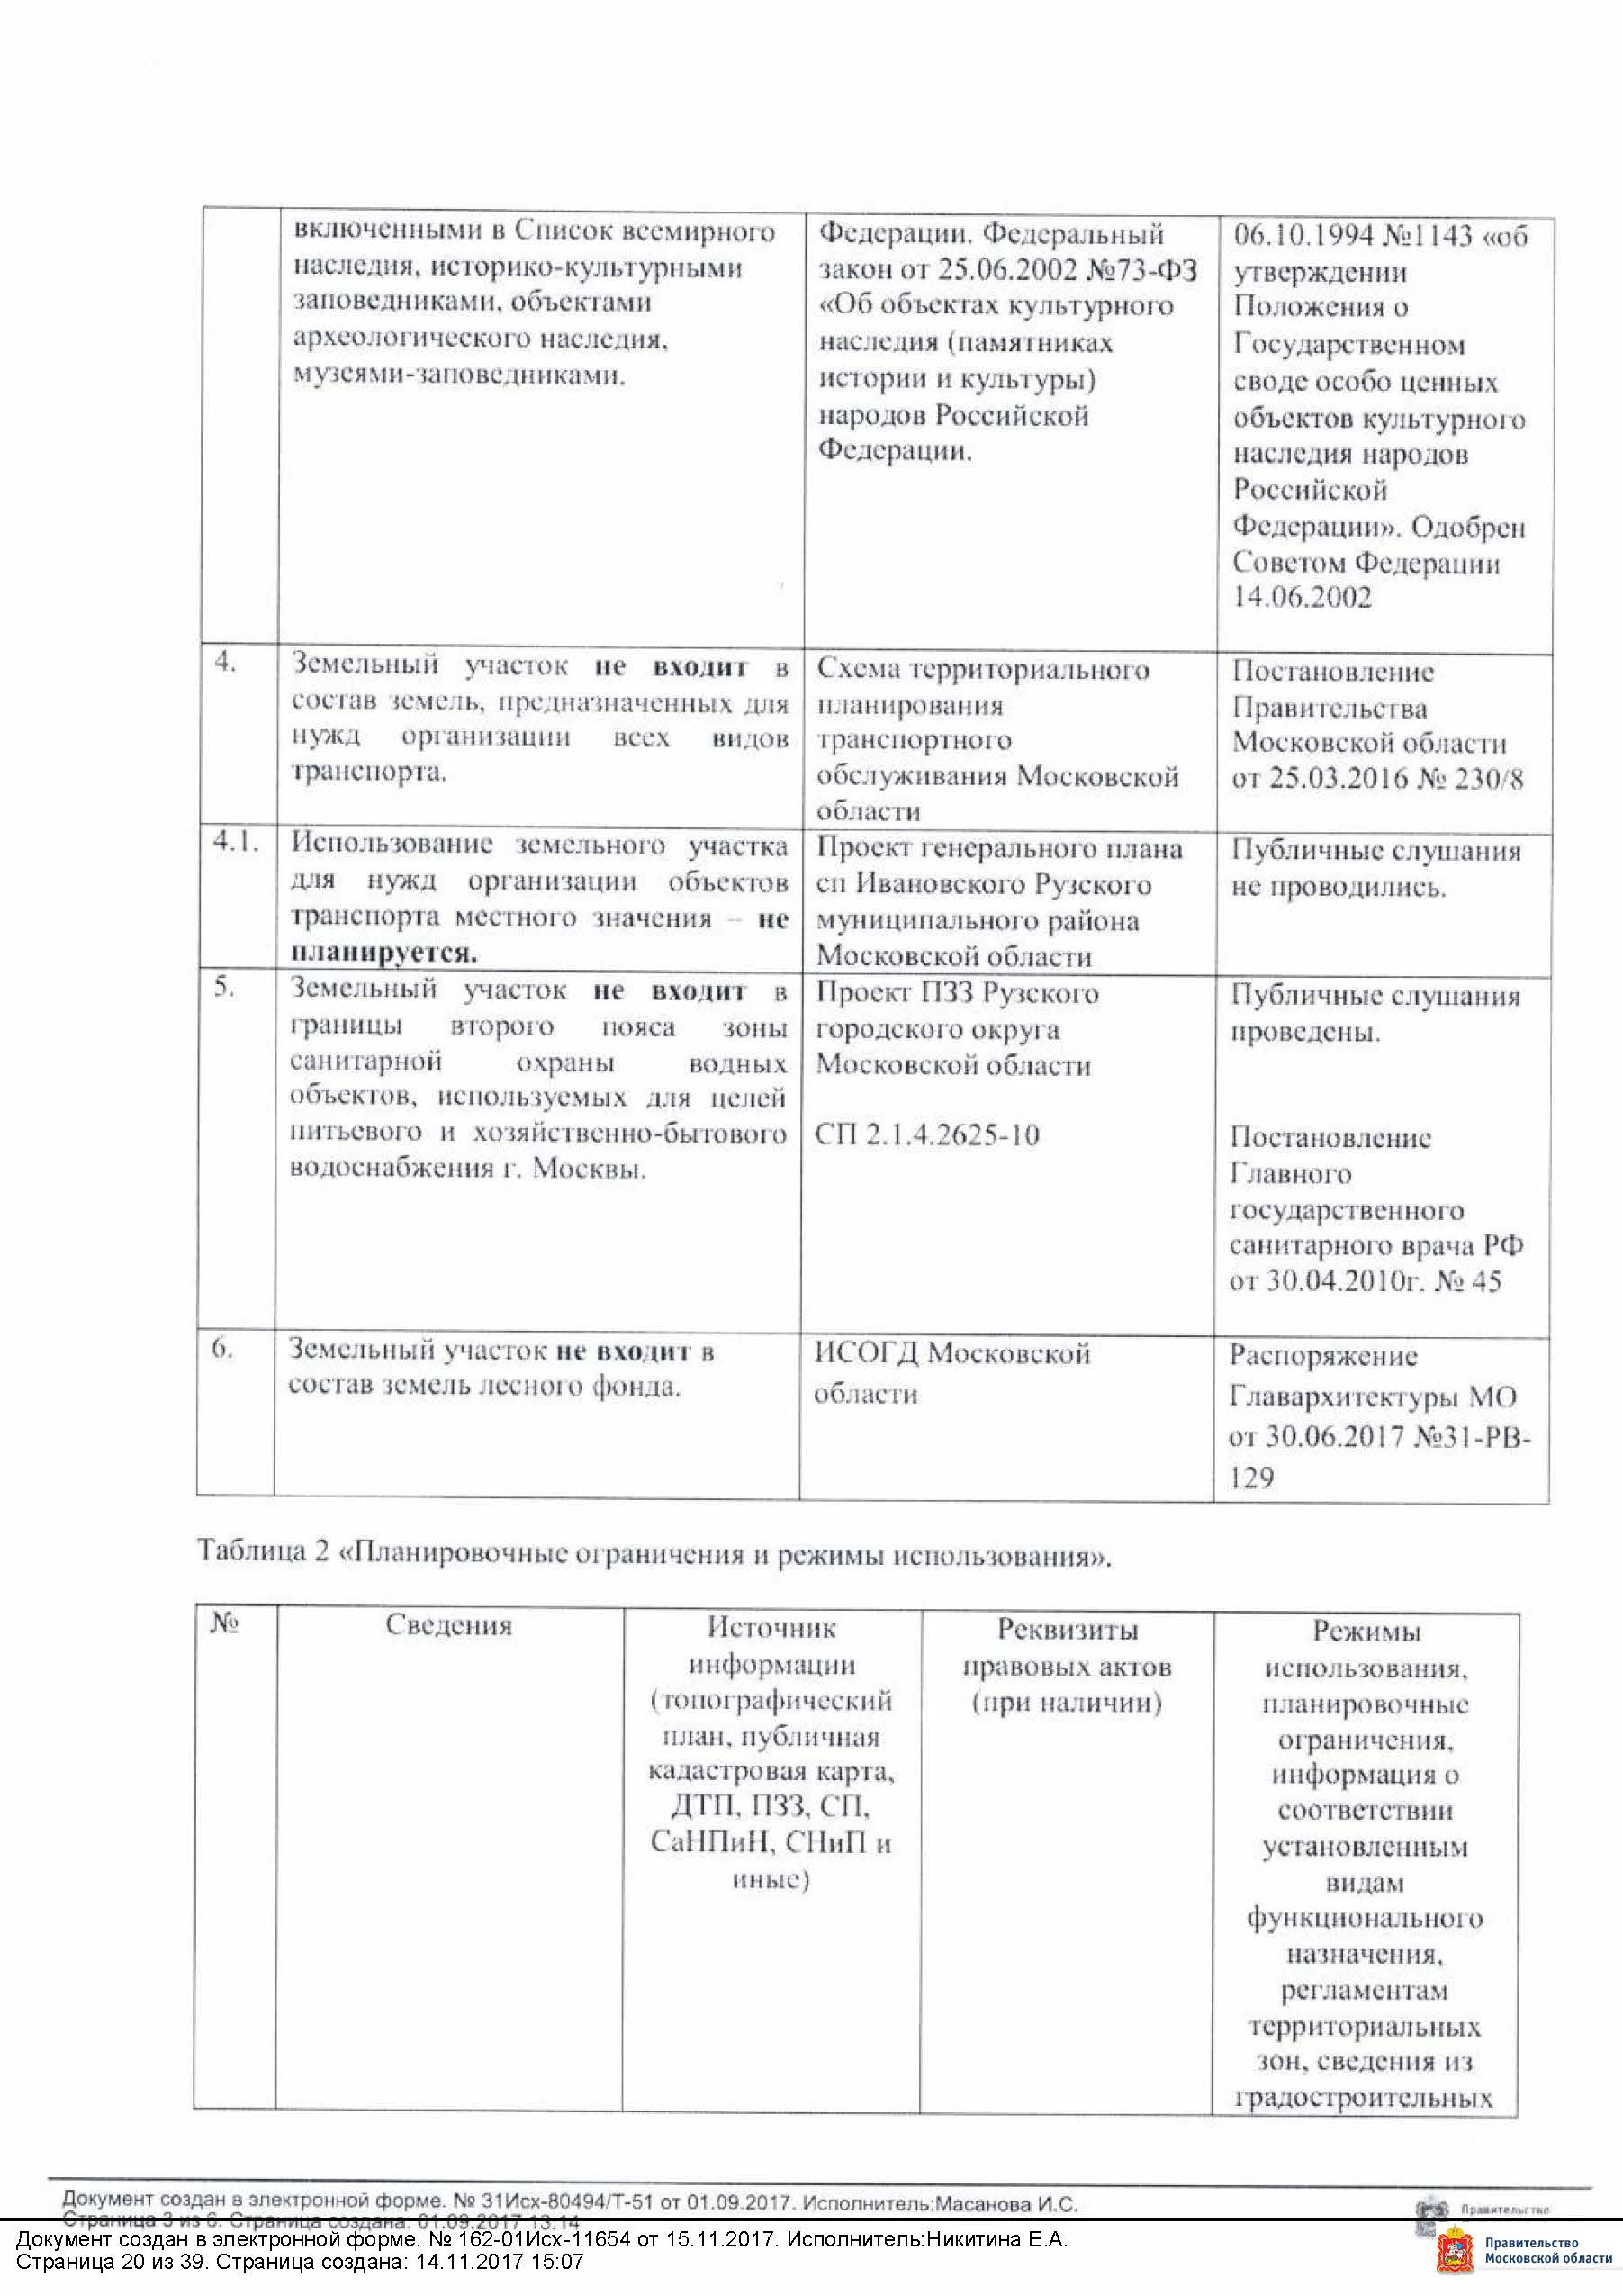 включенными в Список всемирного
наследия, историко-культурными
заповедниками, объектами
археологического наследия,
музеями-заповедниками.
Федерации. Федеральный
закон от 25.06.2002 №73-ФЗ
«Об объектах культурного
наследия (памятниках
истории и культуры)
народов Российской
Федерации.
06.10.1994 №1143 «об
утверждении
Положения о
Государственном
своде особо ценных
объектов культурного
наследия народов
Российской
Федерации». Одобрен
Советом Федерации
14.06.2002
4.
Земельный участок не входит в
состав земель, предназначенных для
нужд организации всех видов
транспорта.
Схема территориального
планирования
транспортного
обслуживания Московской
области
Постановление
Правительства
Московской области
от 25.03.2016 № 230/8
4.1.
Использование земельного участка
для нужд организации объектов
транспорта местного значения – не
планируется.
Проект генерального плана
сп Ивановского Рузского
муниципального района
Московской области
Публичные слушания
не проводились.
5.
Земельный участок не входит в
границы второго пояса зоны
санитарной охраны водных
объектов, используемых для целей
питьевого и хозяйственно-бытового
водоснабжения г. Москвы.
Проект ПЗЗ Рузского
городского округа
Московской области
СП 2.1.4.2625-10
Публичные слушания
проведены.
Постановление
Главного
государственного
санитарного врача РФ
от 30.04.2010г. № 45
6.
Земельный участок не входит в
состав земель лесного фонда.
ИСОГД Московской
области
Распоряжение
Главархитектуры МО
от 30.06.2017 №31-РВ-
129
Таблица 2 «Планировочные ограничения и режимы использования».
№
Сведения
Источник
информации
(топографический
план, публичная
кадастровая карта,
ДТП, ПЗЗ, СП,
СаНПиН, СНиП и
иные)
Реквизиты
правовых актов
(при наличии)
Режимы
использования,
планировочные
ограничения,
информация о
соответствии
установленным
видам
функционального
назначения,
регламентам
территориальных
зон, сведения из
градостроительных
Документ создан в электронной форме. № 31Исх-80494/Т-51 от 01.09.2017. Исполнитель:Масанова И.С.
Страница 3 из 6. Страница создана: 01.09.2017 13:14
Правительство
Документ создан в электронной форме. № 162-01Исх-11654 от 15.11.2017. Исполнитель:Никитина Е.А.
Страница 20 из 39. Страница создана: 14.11.2017 15:07
Правительство
Московской области